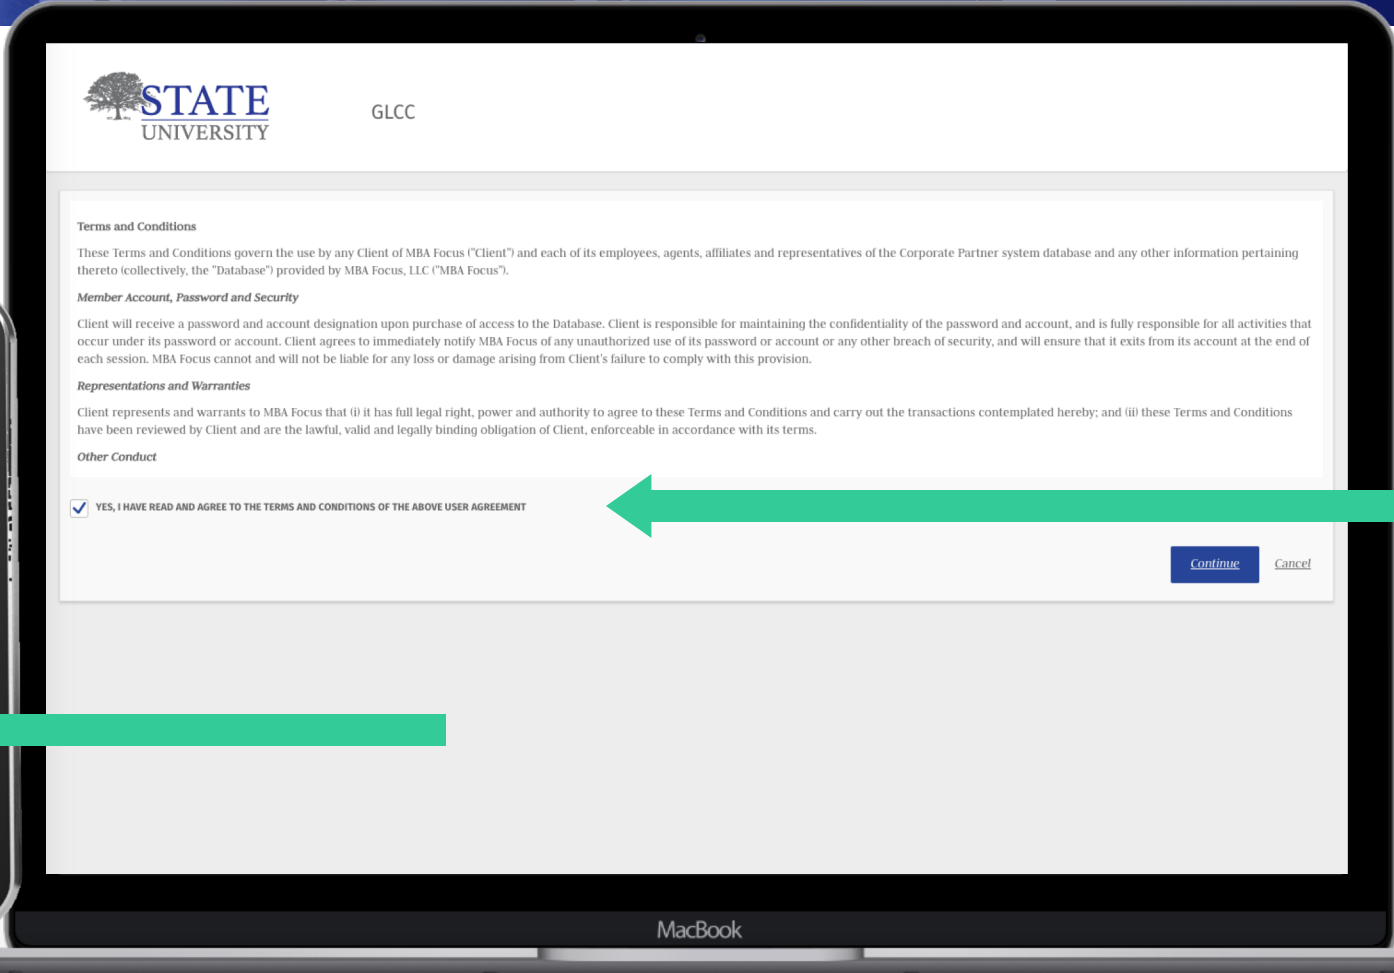 STATE
UNIVERSITY
GLCC
Terms and Conditions
These Terms and Conditions govern the use by any Client of MBA Focus ("Client") and each of its employees, agents, affiliates and representatives of the Corporate Partner system database and any other information pertaining
thereto (collectively, the "Database") provided by MBA Focus, LLC ("MBA Focus").
Member Account, Password and Security
Client will receive a password and account designation upon purchase of access to the Database. Client is responsible for maintaining the confidentiality of the password and account, and is fully responsible for all activities that
occur under its password or account. Client agrees to immediately notify MBA Focus of any unauthorized use of its password or account or any other breach of security, and will ensure that it exits from its account at the end of
each session. MBA Focus cannot and will not be liable for any loss or damage arising from Client's failure to comply with this provision.
Representations and Warranties
Client represents and warrants to MBA Focus that (i) it has full legal right, power and authority to agree to these Terms and Conditions and carry out the transactions contemplated hereby; and (ii) these Terms and Conditions
have been reviewed by Client and are the lawful, valid and legally binding obligation of Client, enforceable in accordance with its terms.
Other Conduct
YES, I HAVE READ AND AGREE TO THE TERMS AND CONDITIONS OF THE ABOVE USER AGREEMENT
Continue Cancel
MacBook